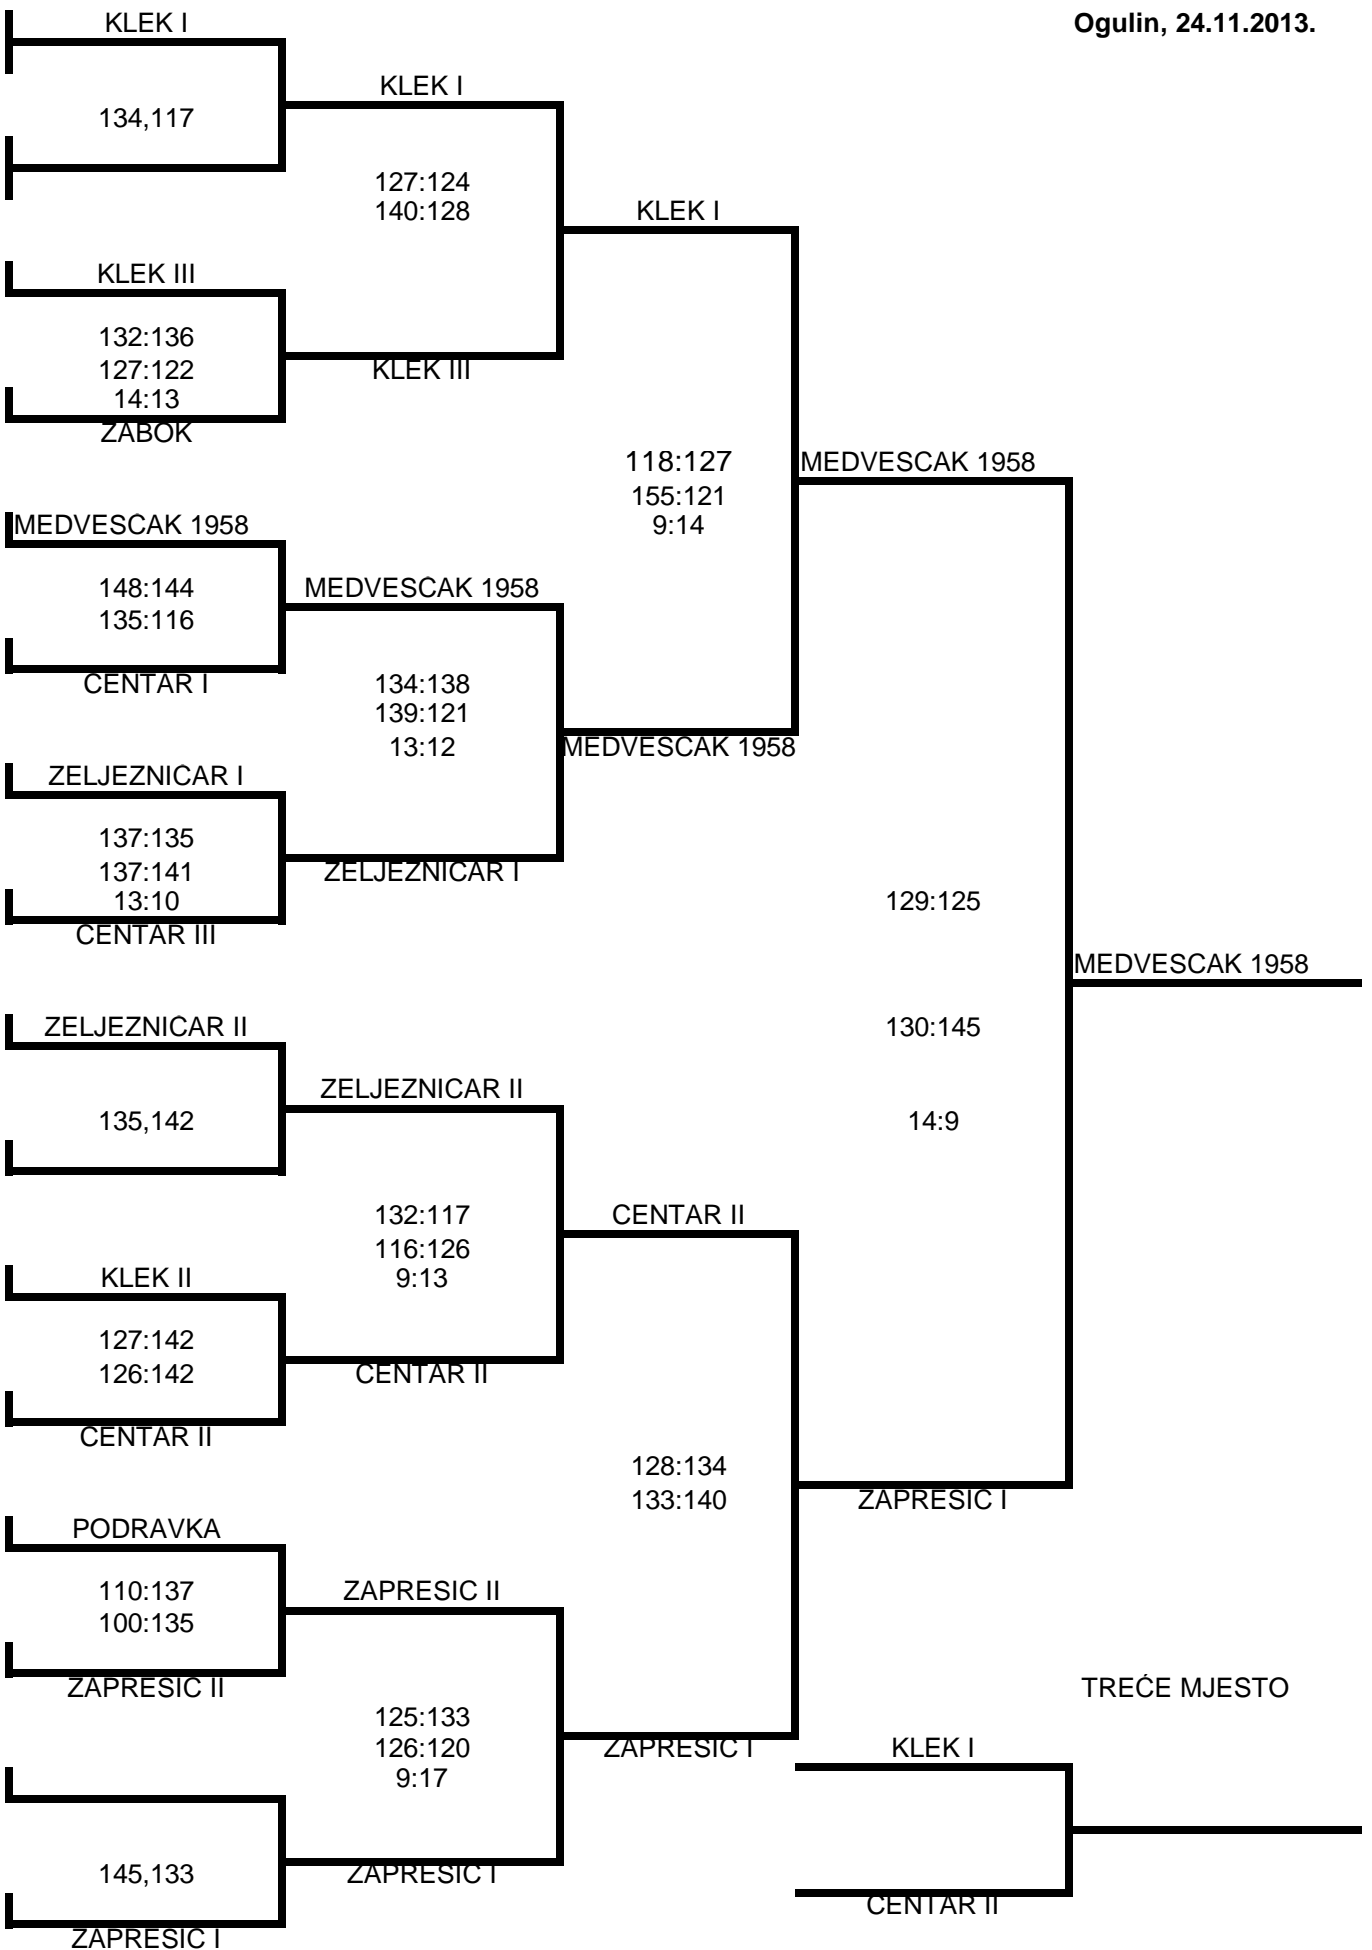 KLEK I
Ogulin, 24.11.2013.
KLEK I
134,117
127:124
140:128
KLEK I
KLEK III
132:136
127:122
14:13
ZABOK
KLEK III
118:127
155:121
9:14
MEDVESCAK 1958
MEDVESCAK 1958
148:144
135:116
CENTAR I
MEDVESCAK 1958
134:138
139:121
13:12
MEDVESCAK 1958
ZELJEZNICAR I
137:135
137:141
13:10
CENTAR III
ZELJEZNICAR I
129:125
MEDVESCAK 1958
130:145
14:9
ZELJEZNICAR II
135,142
ZELJEZNICAR II
132:117
116:126
9:13
CENTAR II
KLEK II
127:142
126:142
CENTAR II
CENTAR II
128:134
133:140
ZAPRESIC I
PODRAVKA
110:137
100:135
ZAPRESIC II
ZAPRESIC II
125:133
126:120
9:17
ZAPRESIC I
TREĆE MJESTO
KLEK I
145,133
ZAPRESIC I
ZAPRESIC I
CENTAR II